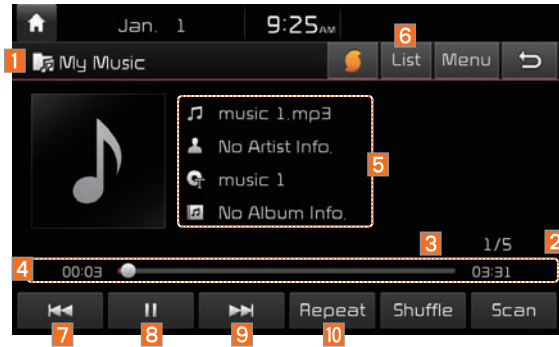 Jan. 1 9:25AM
6
1 My Music List Menu
music 1.mp3
No Artist Info.
5
music 1
No Album Info.
3 1/5 2
4 00:03 03:31
Repeat Shuffle Scan
7 8 9 10